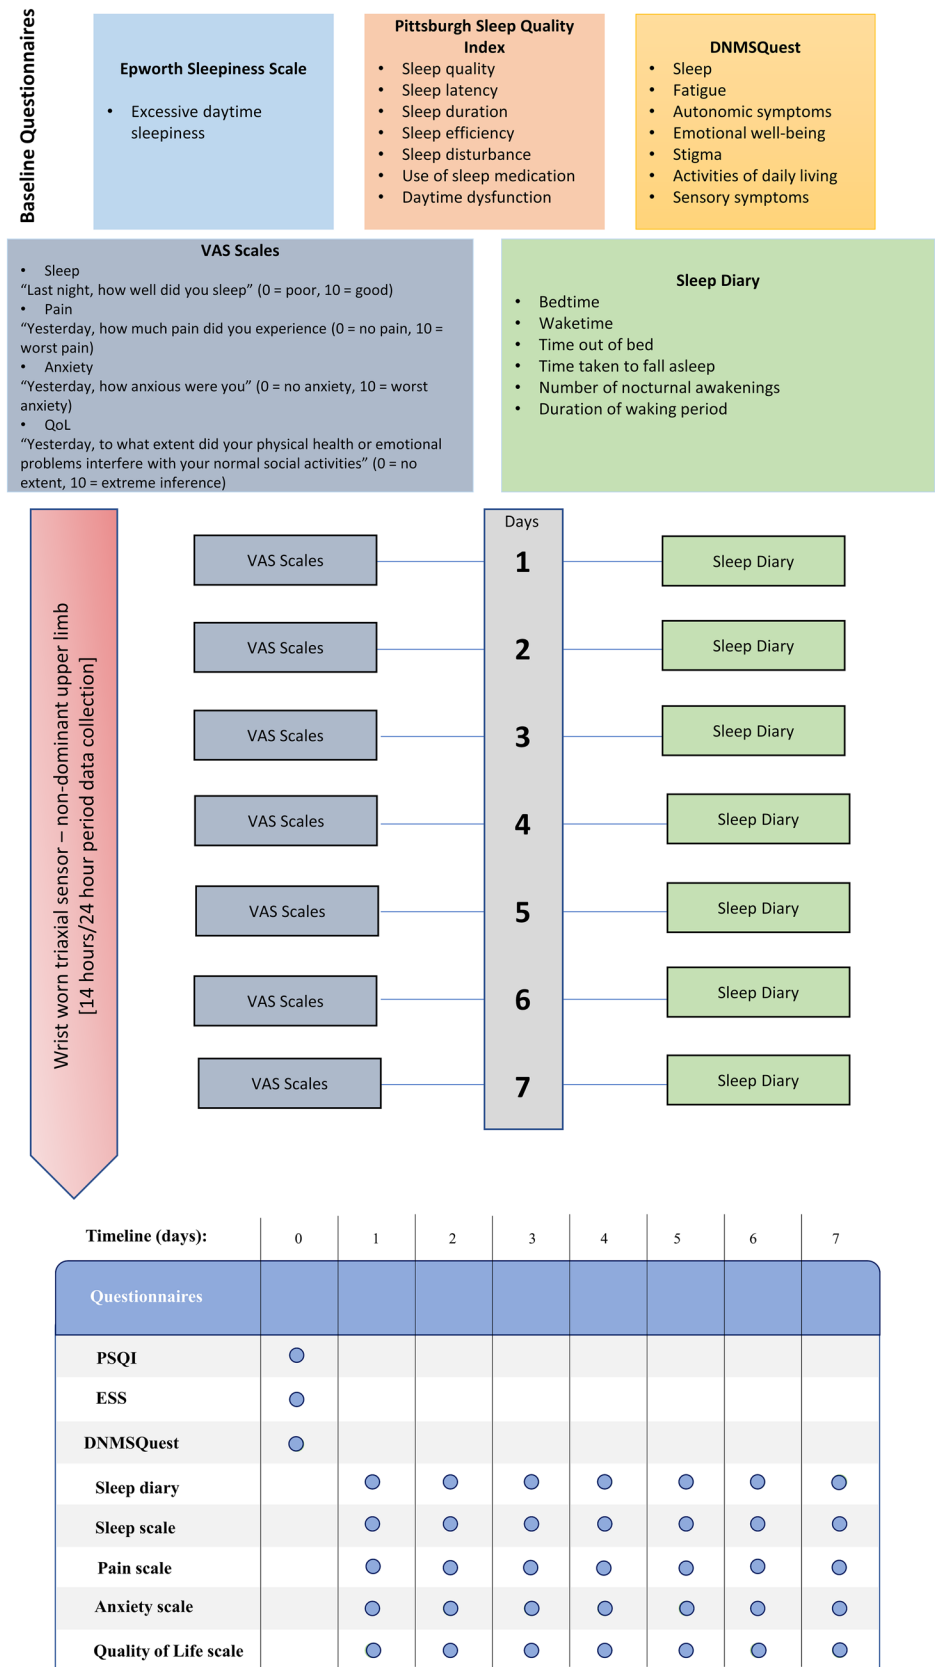 Baseline Questionnaires
Epworth Sleepiness Scale
• Excessive daytime
sleepiness
Pittsburgh Sleep Quality
Index
• Sleep quality
• Sleep latency
• Sleep duration
• Sleep efficiency
• Sleep disturbance
• Use of sleep medication
• Daytime dysfunction
DNMSQuest
• Sleep
• Fatigue
• Autonomic symptoms
• Emotional well-being
• Stigma
• Activities of daily living
• Sensory symptoms
VAS Scales
• Sleep
“Last night, how well did you sleep” (0 = poor, 10 = good)
• Pain
“Yesterday, how much pain did you experience (0 = no pain, 10 =
worst pain)
• Anxiety
“Yesterday, how anxious were you” (0 = no anxiety, 10 = worst
anxiety)
• QoL
“Yesterday, to what extent did your physical health or emotional
problems interfere with your normal social activities” (0 = no
extent, 10 = extreme inference)
Sleep Diary
• Bedtime
• Waketime
• Time out of bed
• Time taken to fall asleep
• Number of nocturnal awakenings
• Duration of waking period
Wrist worn triaxial sensor – non-dominant upper limb
[14 hours/24 hour period data collection]
Days
VAS Scales 1 Sleep Diary
VAS Scales 2 Sleep Diary
VAS Scales 3 Sleep Diary
VAS Scales 4 Sleep Diary
VAS Scales 5 Sleep Diary
VAS Scales 6 Sleep Diary
VAS Scales 7 Sleep Diary
Timeline (days): 0 1 2 3 4 5 6 7
Questionnaires
PSQI
ESS
DNMSQuest
Sleep diary
Sleep scale
Pain scale
Anxiety scale
Quality of Life scale